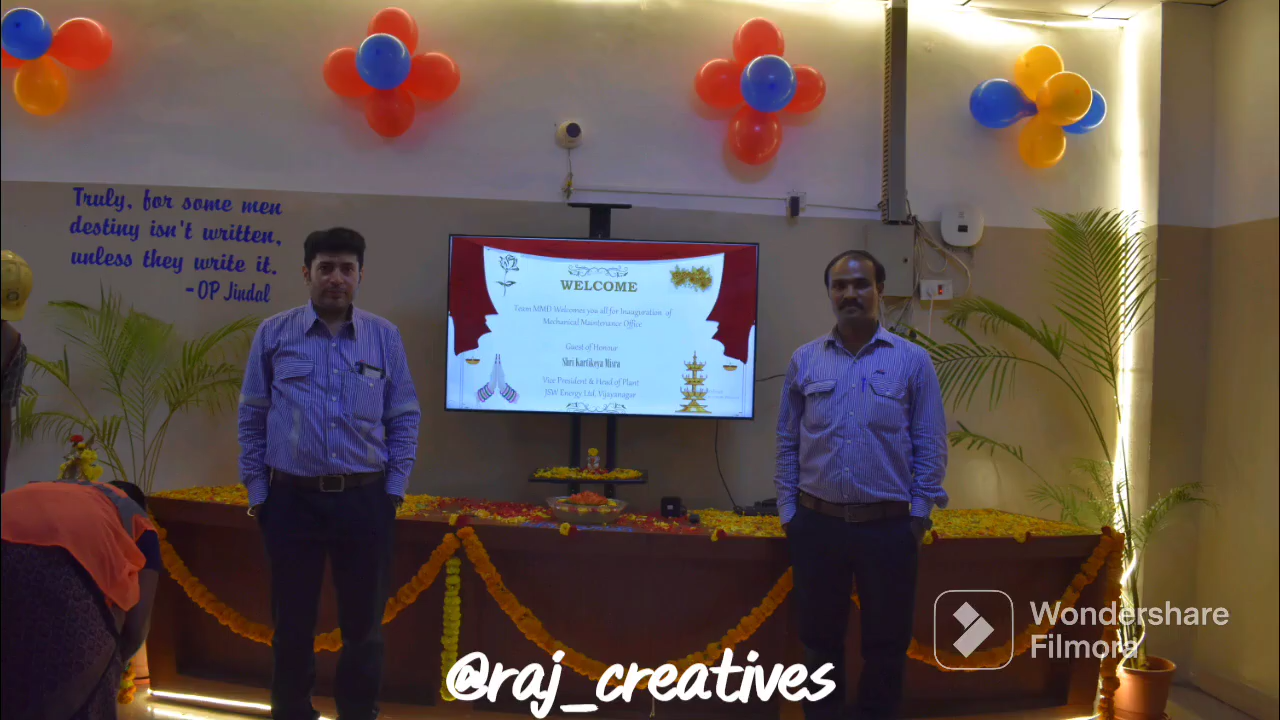 Truly, for some men
destiny isn't written,
unless they write it.
-OP Jindal
WELCOME
Team MMD Welcomes you all for Inauguration of
Mechanical Maintenance Office
Guest of Honour
Shri Kartikeya Misra
Vice President & Head of Plant
JSW Energy Ltd. Vijayanagar
Wondershare
Filmora
@raj_creatives